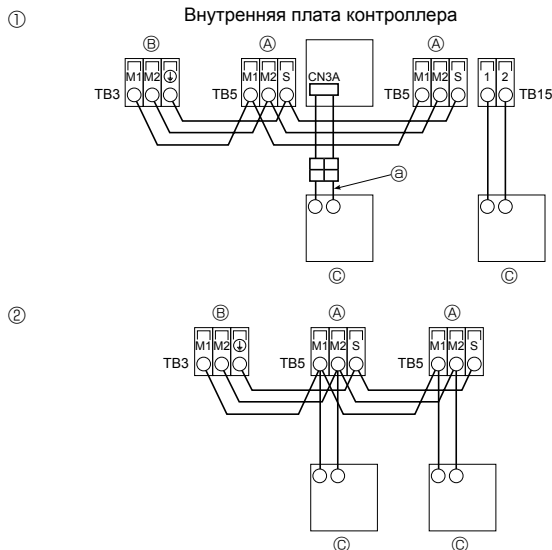 ① Внутренняя плата контроллера
Ⓑ Ⓐ Ⓐ
M1 M2 ⏚ M1 M2 S CN3A M1 M2 S 1 2
TB3 TB5 TB5 TB15
ⓐ
Ⓒ Ⓒ
②
Ⓑ Ⓐ Ⓐ
M1 M2 ⏚ M1 M2 S M1 M2 S
TB3 TB5 TB5
Ⓒ Ⓒ